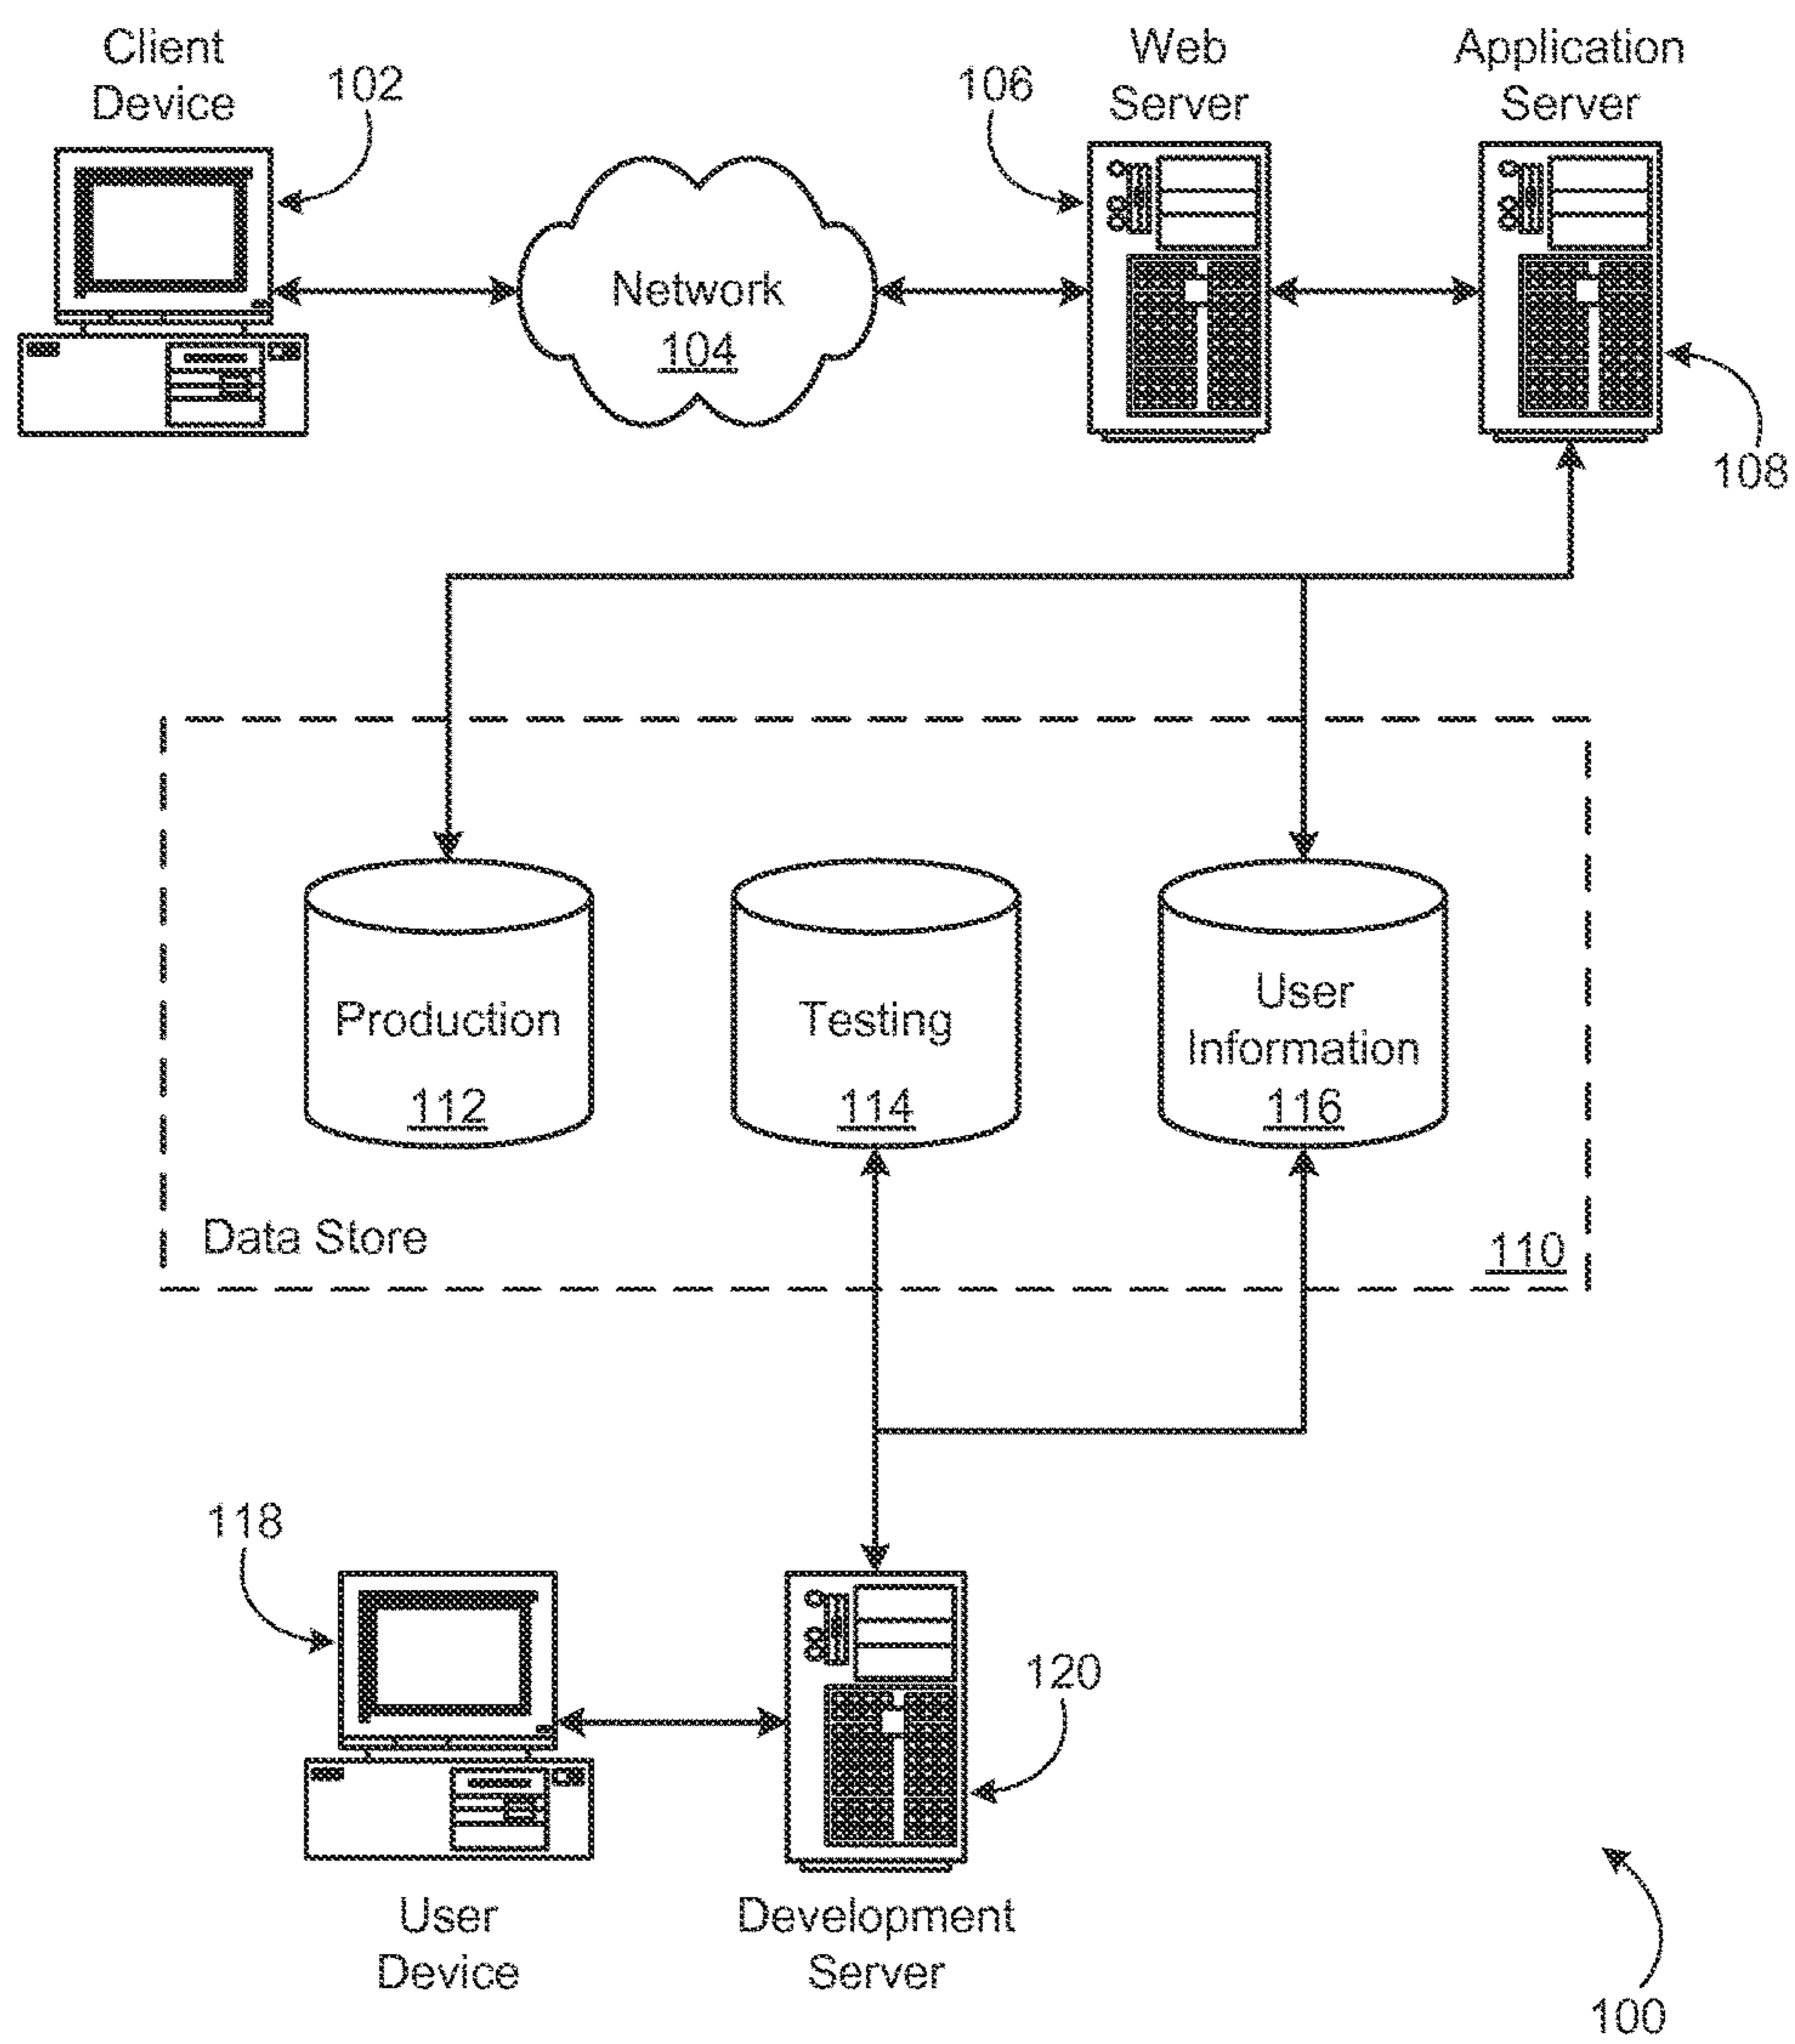 Client
Device
102
Network
104
106
Web
Server
Application
Server
108
Production
112
Testing
114
User
Information
116
Data Store
110
118
User
Device
120
Development
Server
100